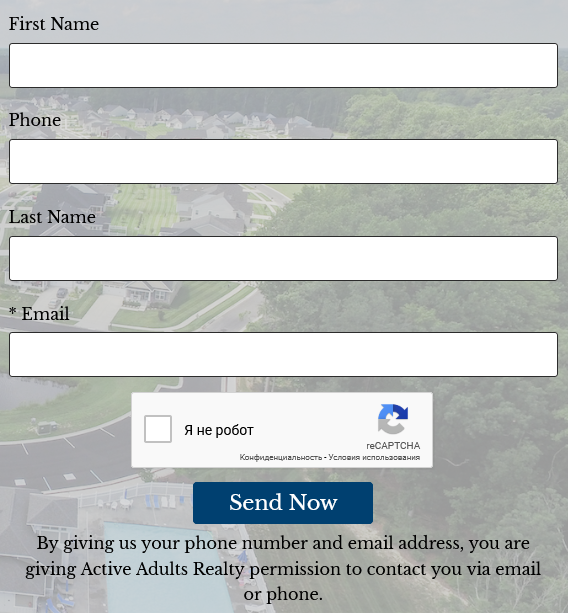 First Name
Phone
Last Name
* Email
Я не робот
reCAPTCHA
Конфиденциальность - Условия использования
Send Now
By giving us your phone number and email address, you are
giving Active Adults Realty permission to contact you via email
or phone.